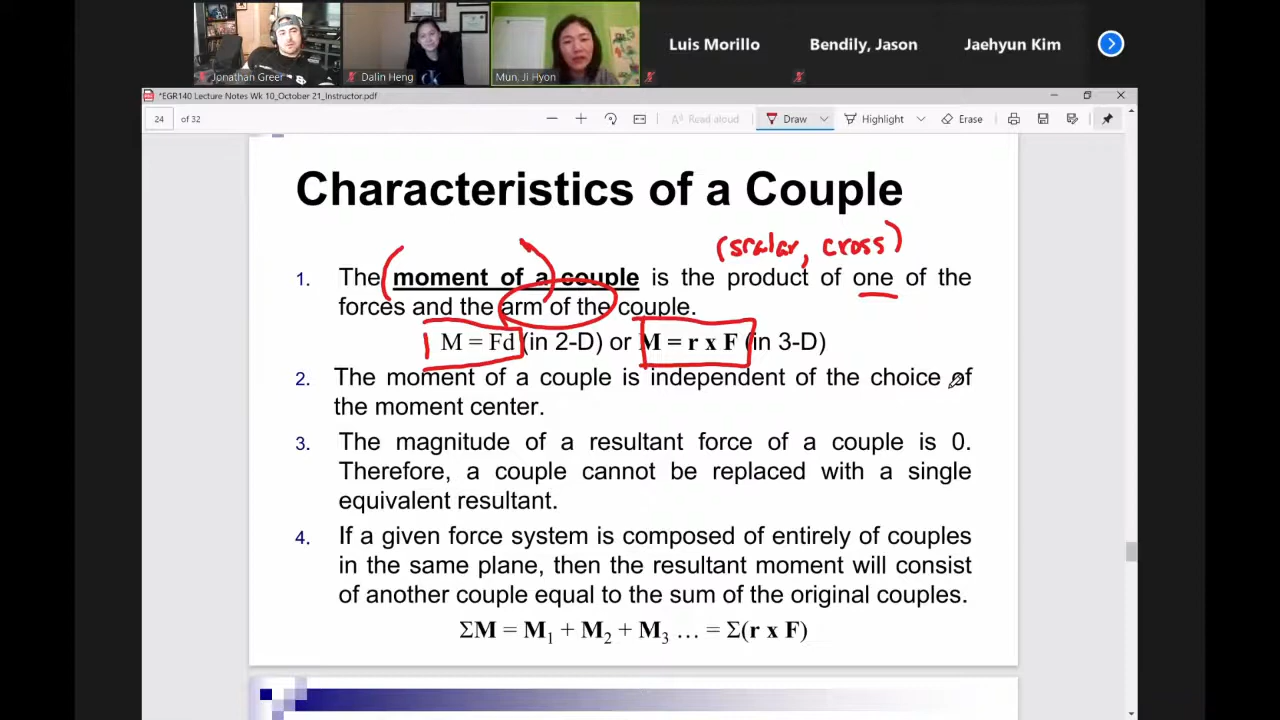 Luis Morillo
Bendily, Jason
Jaehyun Kim
Jonathan Greer
Dalin Heng
Mun, Ji Hyon
*EGR140 Lecture Notes Wk 10_October 21_Instructor.pdf
24 of 32
Read aloud
Draw
Highlight
Erase
Characteristics of a Couple
(scalar, cross)
1. The moment of a couple is the product of one of the
forces and the arm of the couple.
M = Fd (in 2-D) or M = r x F (in 3-D)
2. The moment of a couple is independent of the choice of
the moment center.
3. The magnitude of a resultant force of a couple is 0.
Therefore, a couple cannot be replaced with a single
equivalent resultant.
4. If a given force system is composed of entirely of couples
in the same plane, then the resultant moment will consist
of another couple equal to the sum of the original couples.
ΣM = M₁ + M₂ + M₃ … = Σ(r x F)